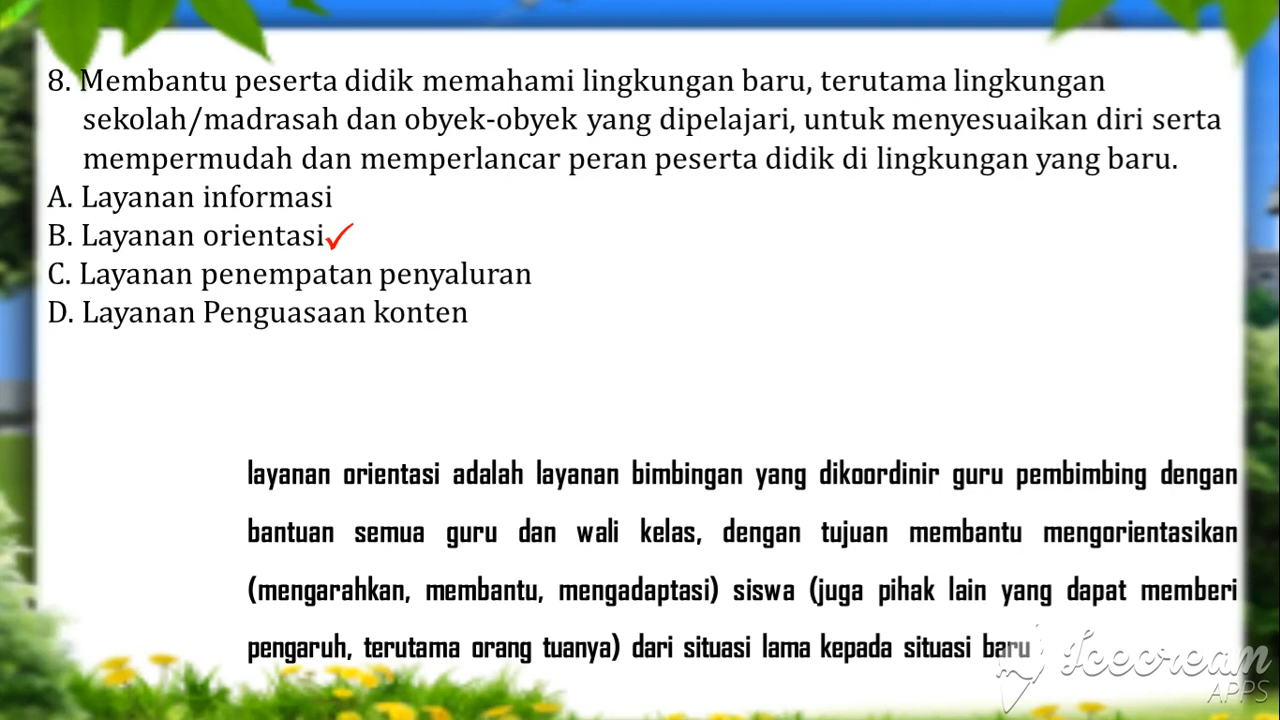 8. Membantu peserta didik memahami lingkungan baru, terutama lingkungan
sekolah/madrasah dan obyek-obyek yang dipelajari, untuk menyesuaikan diri serta
mempermudah dan memperlancar peran peserta didik di lingkungan yang baru.
A. Layanan informasi
B. Layanan orientasi✓
C. Layanan penempatan penyaluran
D. Layanan Penguasaan konten
layanan orientasi adalah layanan bimbingan yang dikoordinir guru pembimbing dengan
bantuan semua guru dan wali kelas, dengan tujuan membantu mengorientasikan
(mengarahkan, membantu, mengadaptasi) siswa (juga pihak lain yang dapat memberi
pengaruh, terutama orang tuanya) dari situasi lama kepada situasi baru
Icecream
APPS